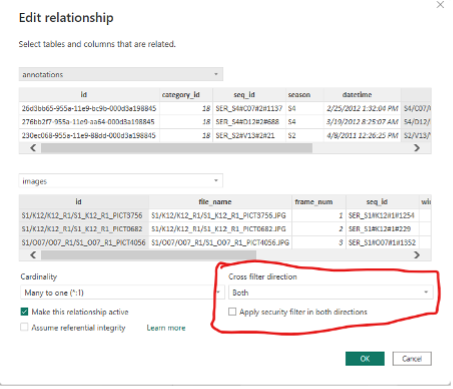 Edit relationship
Select tables and columns that are related.
annotations
id category_id seq_id season datetime
26d3bb65-955a-11e9-bc9b-000d3a198845 18 SER_S4#C07#2#1137 S4 2/25/2012 1:32:04 PM S4/C07/
276bb2f7-955a-11e9-aa64-000d3a198845 18 SER_S4#D12#2#688 S4 3/19/2012 8:25:07 AM S4/D12/
230ec068-955a-11e9-88dd-000d3a198845 18 SER_S2#V13#2#21 S2 4/8/2011 12:26:25 PM S2/V13/
images
id file_name frame_num seq_id
S1/K12/K12_R1/S1_K12_R1_PICT3756 S1/K12/K12_R1/S1_K12_R1_PICT3756.JPG 1 SER_S1#K12#1#1254
S1/K12/K12_R1/S1_K12_R1_PICT0682 S1/K12/K12_R1/S1_K12_R1_PICT0682.JPG 2 SER_S1#K12#1#229
S1/O07/O07_R1/S1_O07_R1_PICT4056 S1/O07/O07_R1/S1_O07_R1_PICT4056.JPG 3 SER_S1#O07#1#1352
Cardinality Cross filter direction
Many to one (*:1) Both
Make this relationship active Apply security filter in both directions
Assume referential integrity Learn more
OK Cancel